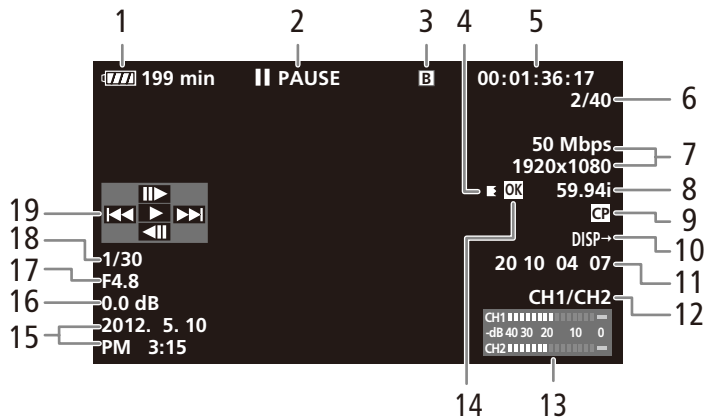 1 2 3 4 5
199 min PAUSE B 00:01:36:17
2/40 6
50 Mbps
1920x1080 7
OK 59.94i 8
CP 9
DISP→ 10
20 10 04 07 11
CH1/CH2 12
19
18 1/30
17 F4.8
16 0.0 dB
15 2012. 5. 10
PM 3:15
CH1
-dB 40 30 20 10 0
CH2
14 13